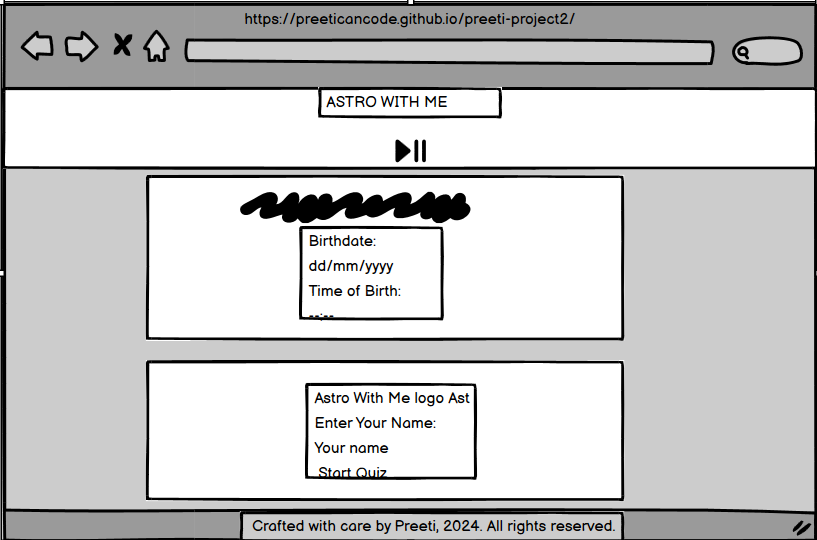 https://preeticancode.github.io/preeti-project2/
ASTRO WITH ME
Birthdate:
dd/mm/yyyy
Time of Birth:
--:--
Astro With Me logo Ast
Enter Your Name:
Your name
Start Quiz
Crafted with care by Preeti, 2024. All rights reserved.